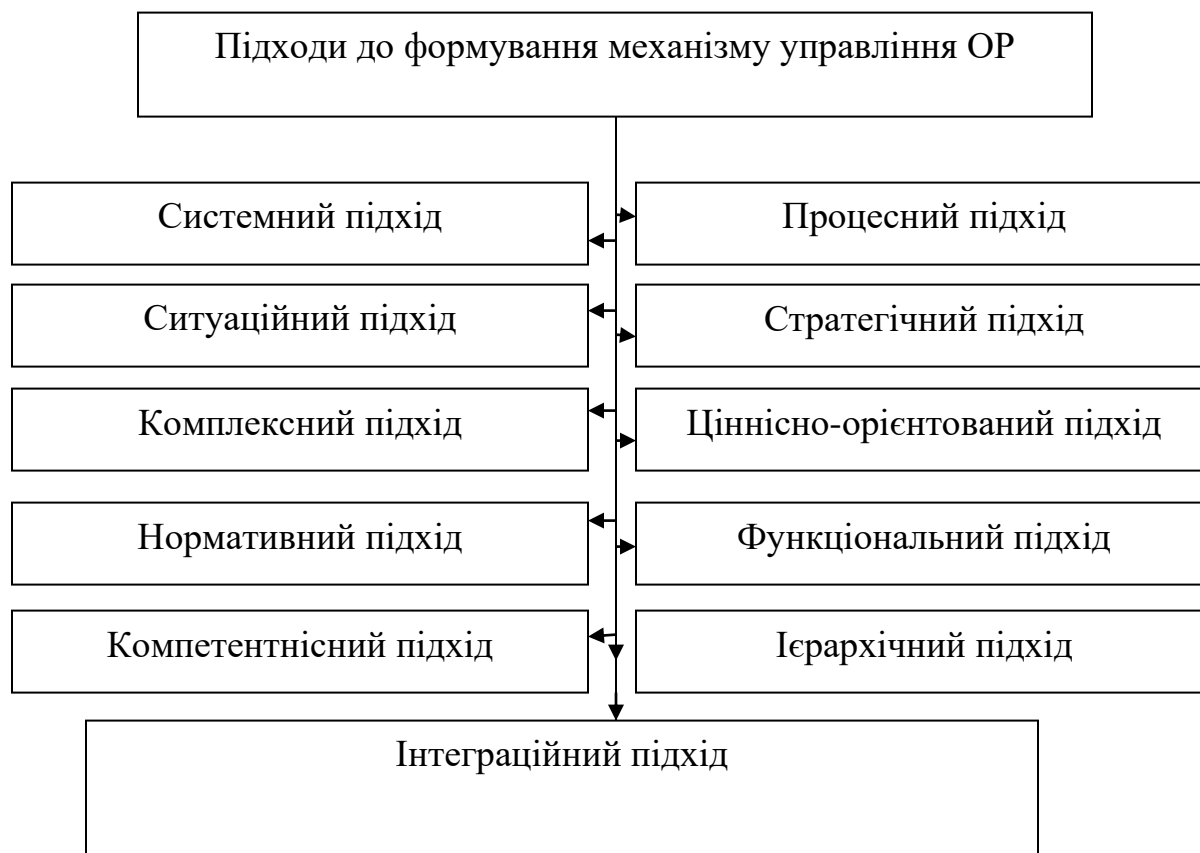 Підходи до формування механізму управління ОР
Системний підхід
Процесний підхід
Ситуаційний підхід
Стратегічний підхід
Комплексний підхід
Ціннісно-орієнтований підхід
Нормативний підхід
Функціональний підхід
Компетентнісний підхід
Ієрархічний підхід
Інтеграційний підхід